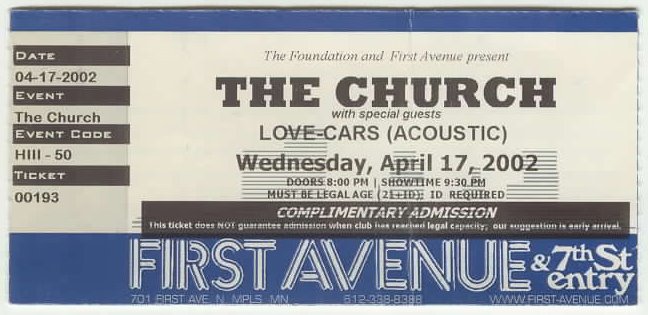 DATE
04-17-2002
EVENT
The Church
EVENT CODE
HIII - 50
TICKET
00193
The Foundation and First Avenue present
THE CHURCH
with special guests
LOVE-CARS (ACOUSTIC)
Wednesday, April 17, 2002
DOORS 8:00 PM | SHOWTIME 9:30 PM
MUST BE LEGAL AGE (21+ID); ID REQUIRED
COMPLIMENTARY ADMISSION
This ticket does NOT guarantee admission when club has reached legal capacity; our suggestion is early arrival.
FIRST AVENUE & 7th St entry
701 FIRST AVE. N. MPLS. MN. 612-338-8388 WWW.FIRST-AVENUE.COM